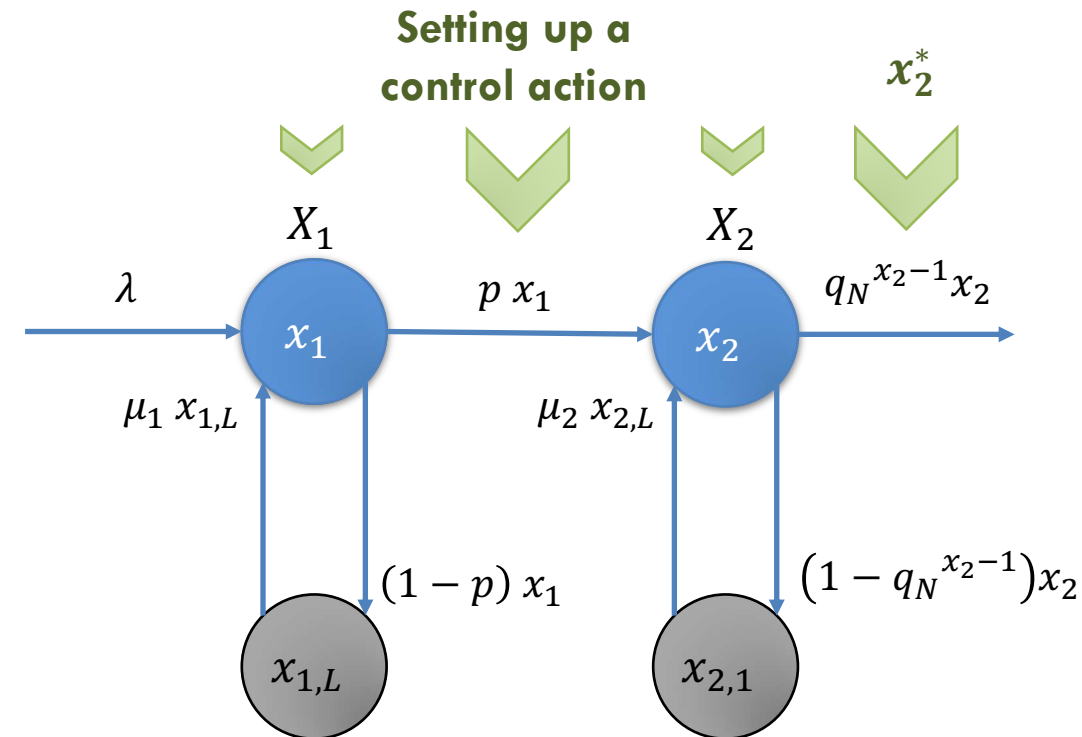 Setting up a
control action
x₂*
X₁
X₂
λ
p x₁
q_N^{x₂−1}x₂
x₁
x₂
μ₁ x₁,L
μ₂ x₂,L
(1 − p) x₁
(1 − q_N^{x₂−1})x₂
x₁,L
x₂,₁